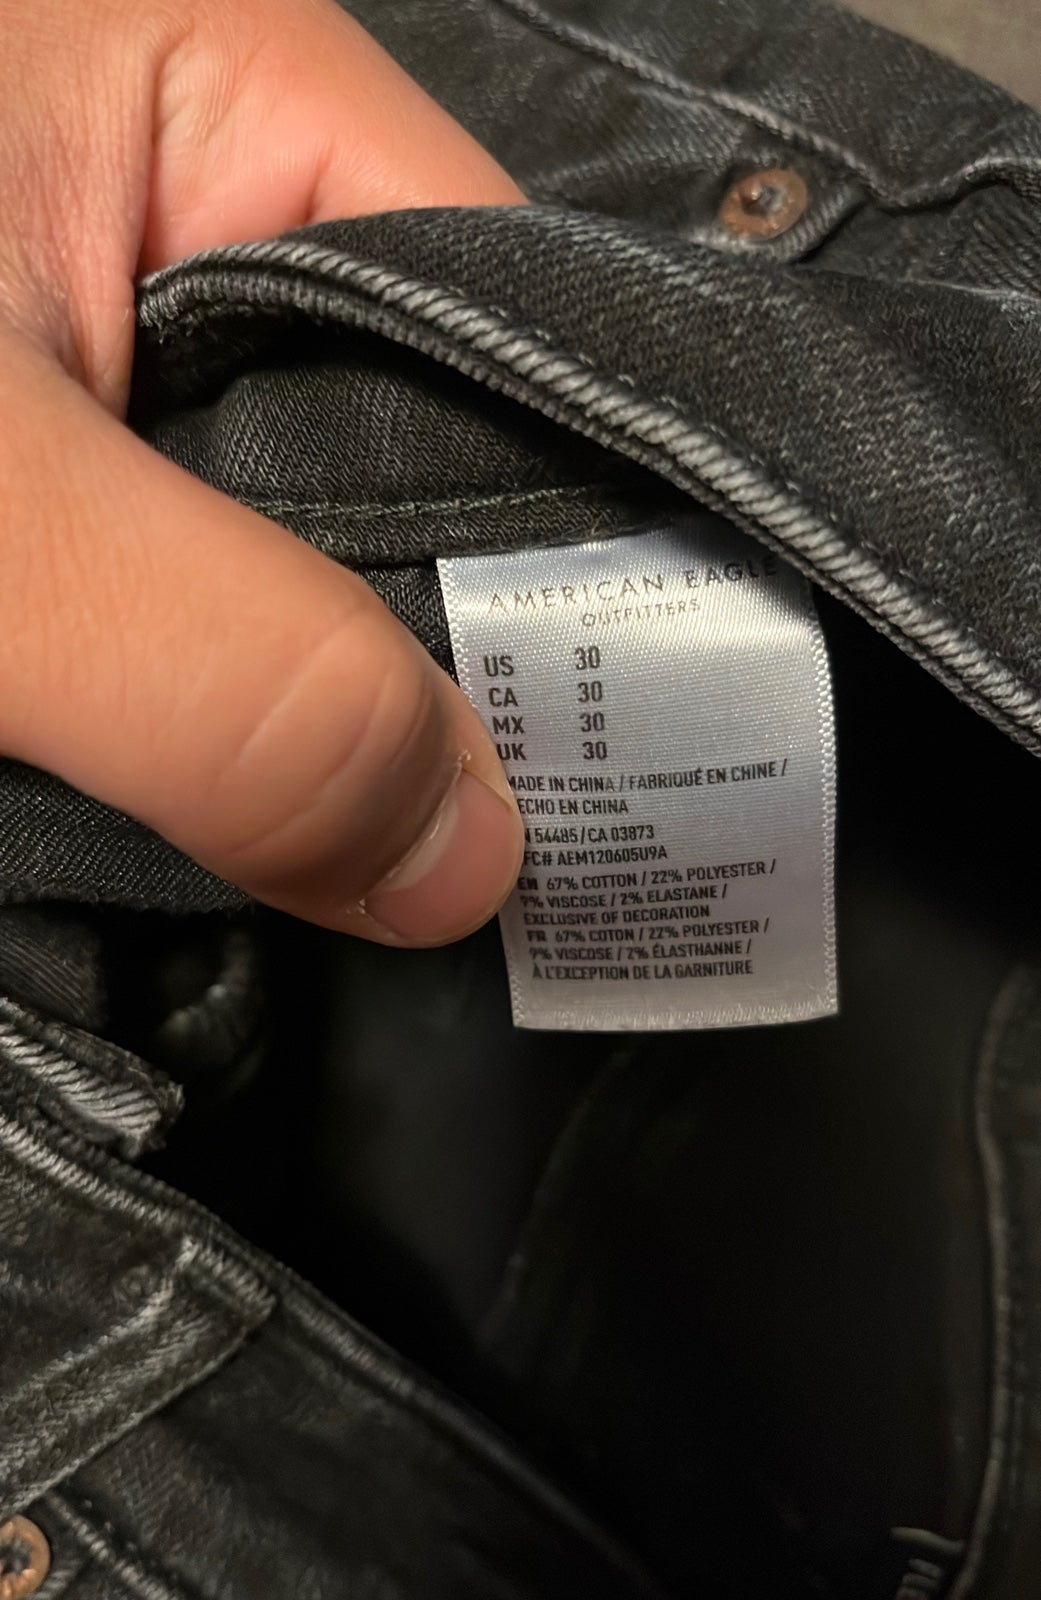 AMERICAN EAGLE
OUTFITTERS
US 30
CA 30
MX 30
UK 30
MADE IN CHINA / FABRIQUÉ EN CHINE /
ECHO EN CHINA
54485 / CA 03873
FC# AEM120605U9A
EN 67% COTTON / 22% POLYESTER /
9% VISCOSE / 2% ELASTANE /
EXCLUSIVE OF DECORATION
FR 67% COTON / 22% POLYESTER /
9% VISCOSE / 2% ÉLASTHANNE /
À L'EXCEPTION DE LA GARNITURE